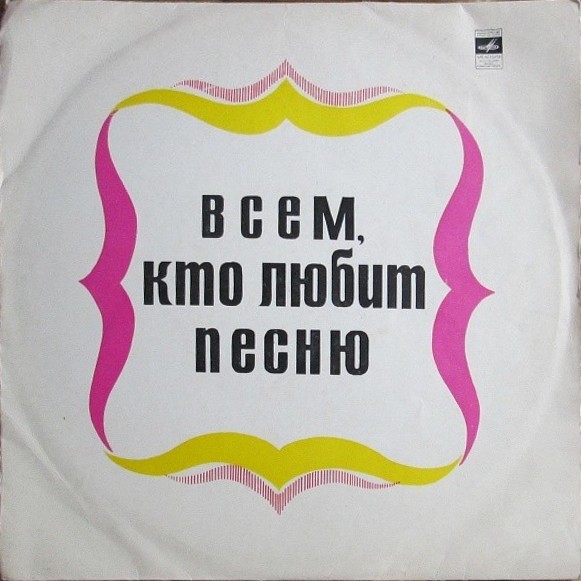 Всем,
кто любит
песню